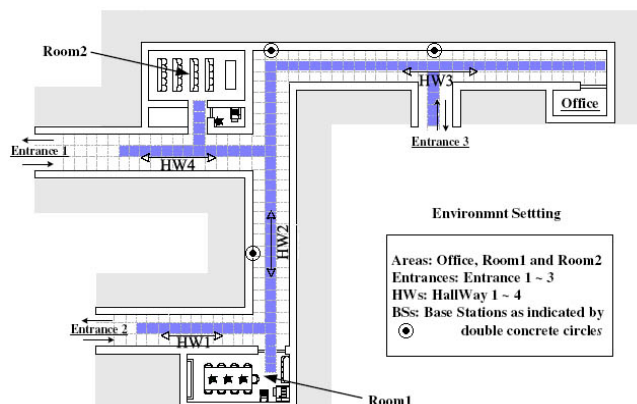 Room2
HW3
Office
Entrance 1
HW4
Entrance 3
HW2
Environmnt Settting
Areas: Office, Room1 and Room2
Entrances: Entrance 1 ~ 3
HWs: HallWay 1 ~ 4
BSs: Base Stations as indicated by
double concrete circles
Entrance 2
HW1
Room1